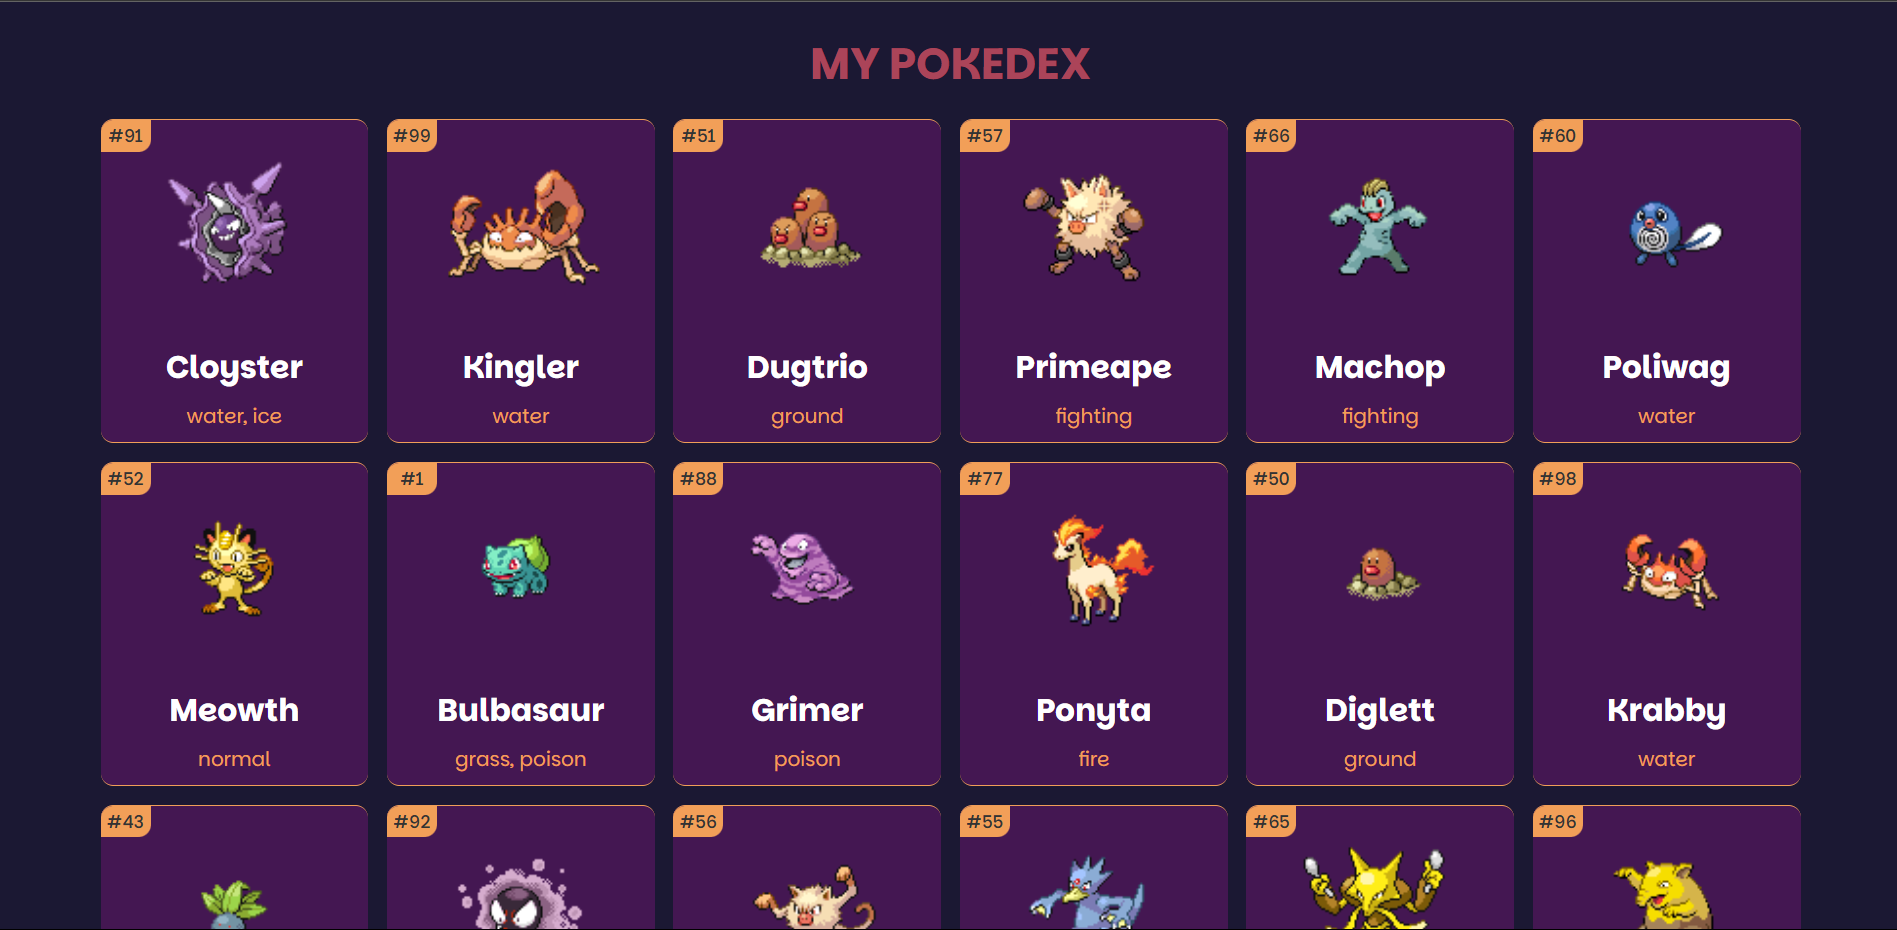 MY POKEDEX
#91 #99 #51 #57 #66 #60
Cloyster Kingler Dugtrio Primeape Machop Poliwag
water, ice water ground fighting fighting water
#52 #1 #88 #77 #50 #98
Meowth Bulbasaur Grimer Ponyta Diglett Krabby
normal grass, poison poison fire ground water
#43 #92 #56 #55 #65 #96